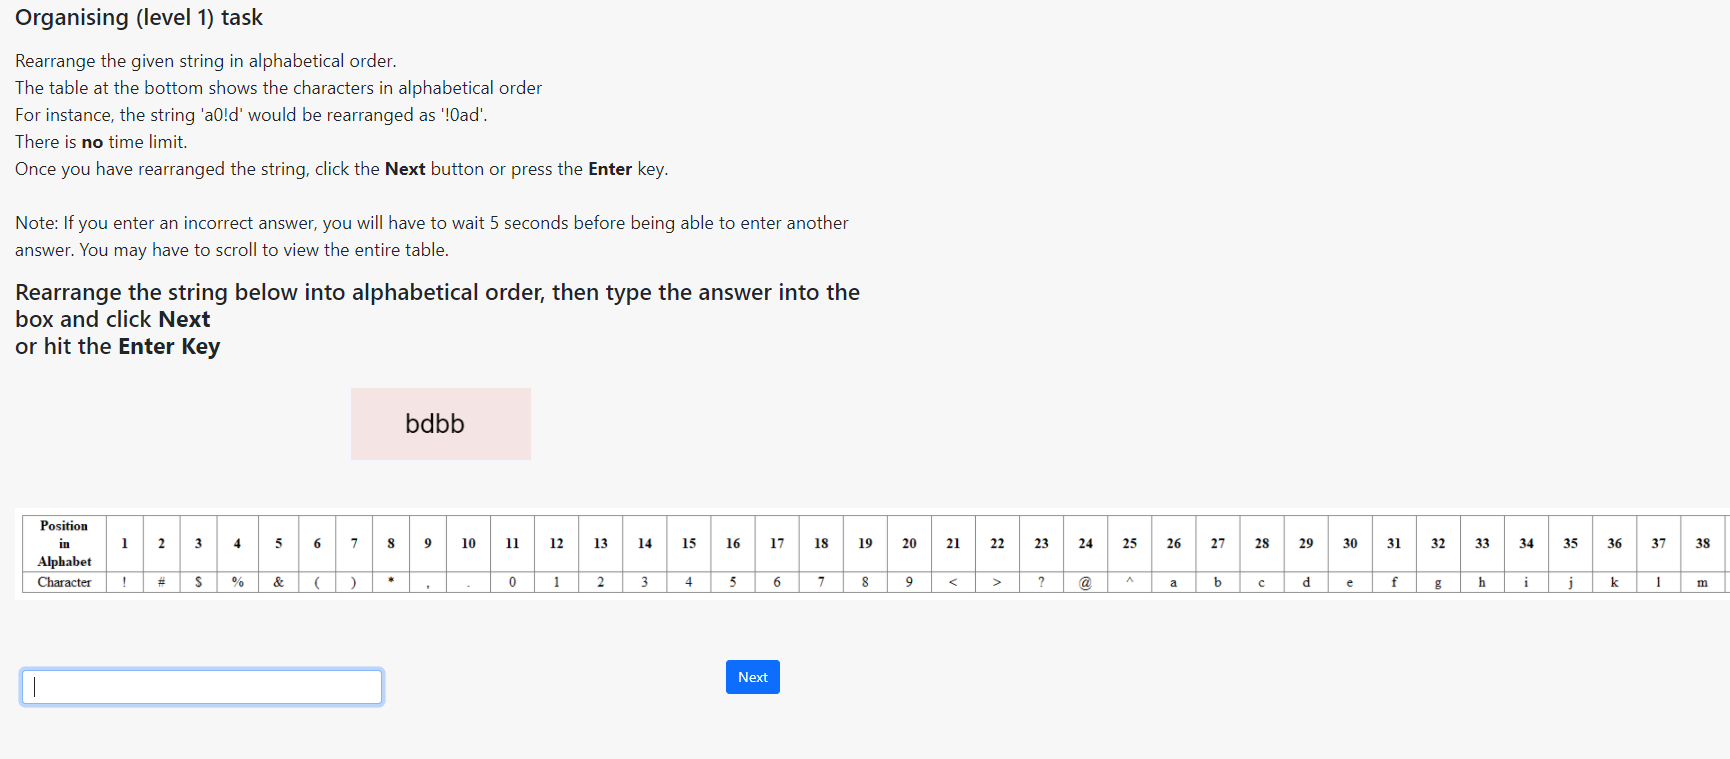 Organising (level 1) task
Rearrange the given string in alphabetical order.
The table at the bottom shows the characters in alphabetical order
For instance, the string 'a0!d' would be rearranged as '!0ad'.
There is no time limit.
Once you have rearranged the string, click the Next button or press the Enter key.
Note: If you enter an incorrect answer, you will have to wait 5 seconds before being able to enter another
answer. You may have to scroll to view the entire table.
Rearrange the string below into alphabetical order, then type the answer into the
box and click Next
or hit the Enter Key
bdbb
Position in Alphabet 1 2 3 4 5 6 7 8 9 10 11 12 13 14 15 16 17 18 19 20 21 22 23 24 25 26 27 28 29 30 31 32 33 34 35 36 37 38
Character ! # $ % & ( ) * , . 0 1 2 3 4 5 6 7 8 9 < > ? @ ^ a b c d e f g h i j k l m
Next